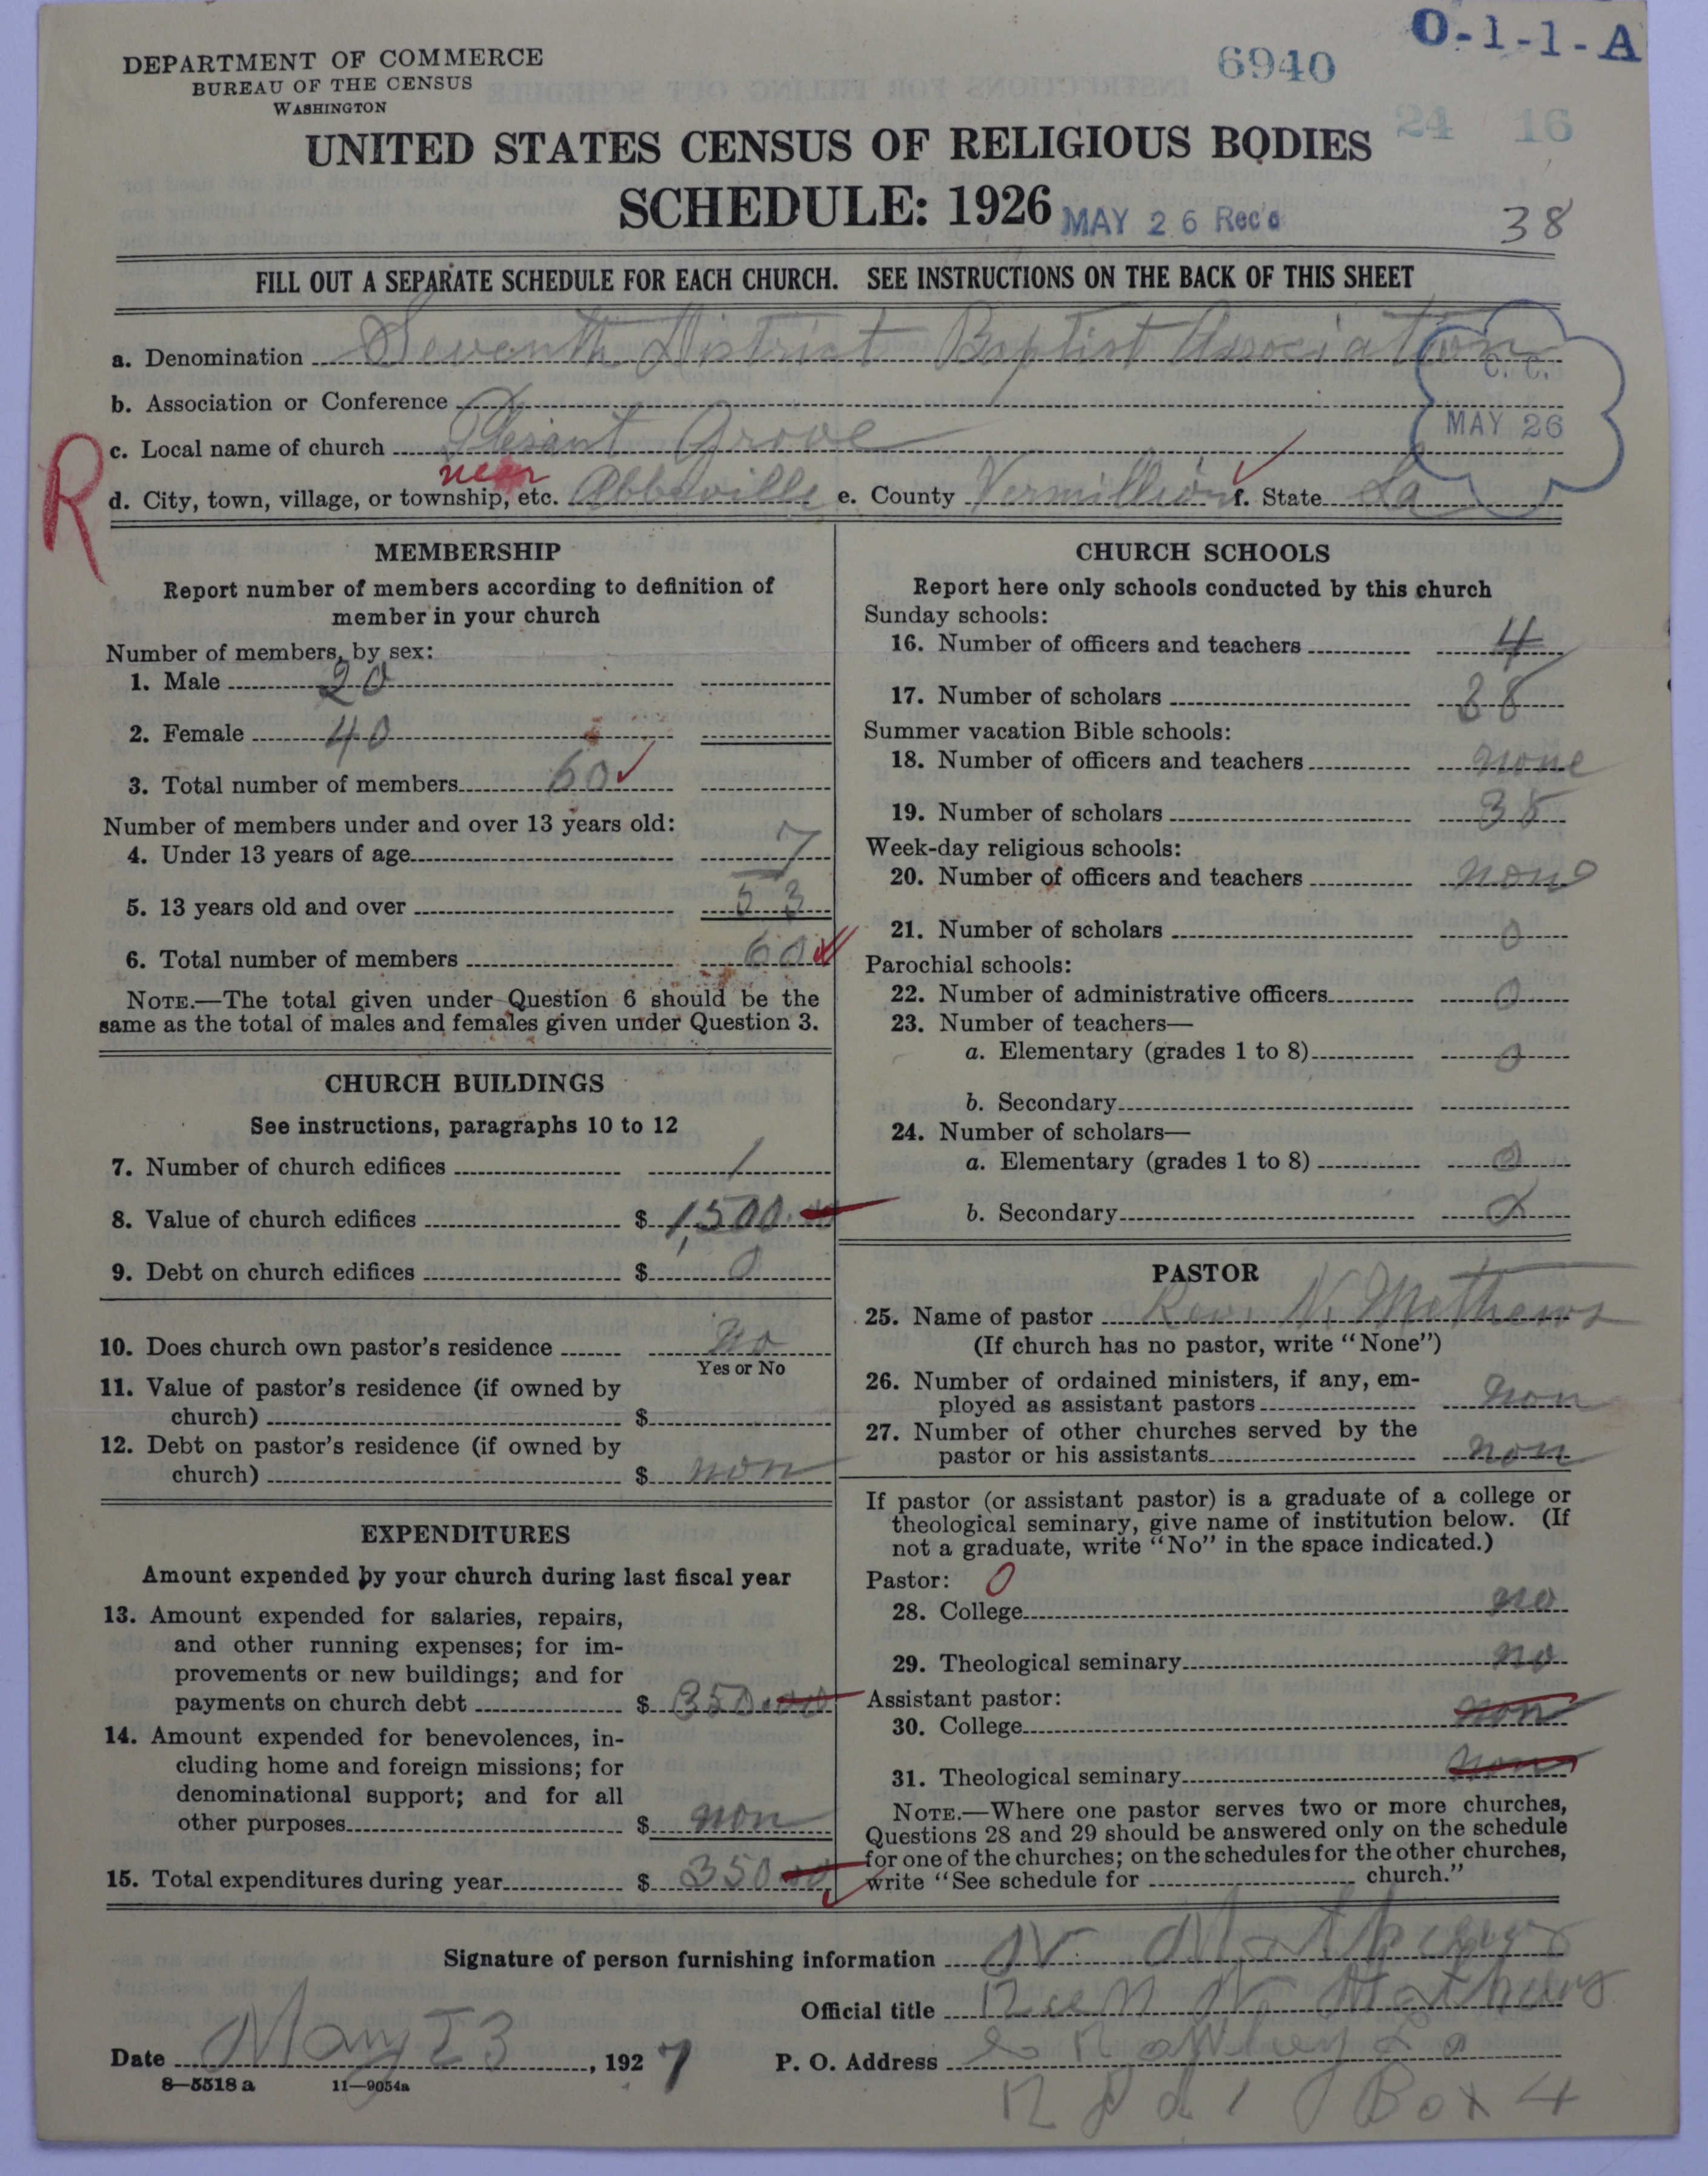 DEPARTMENT OF COMMERCE
BUREAU OF THE CENSUS
WASHINGTON
6940
O-1-1-A
24 16
UNITED STATES CENSUS OF RELIGIOUS BODIES
SCHEDULE: 1926
MAY 26 Rec'd
38
FILL OUT A SEPARATE SCHEDULE FOR EACH CHURCH. SEE INSTRUCTIONS ON THE BACK OF THIS SHEET
a. Denomination Seventh District Baptist Association
C. C.
MAY 26
b. Association or Conference
R
c. Local name of church Plesant Grove
near
d. City, town, village, or township, etc. Abbeville e. County Vermillion f. State La
MEMBERSHIP
Report number of members according to definition of
member in your church
Number of members, by sex:
1. Male 20
2. Female 40
3. Total number of members 60
Number of members under and over 13 years old:
4. Under 13 years of age 7
5. 13 years old and over 53
6. Total number of members 60
NOTE.—The total given under Question 6 should be the
same as the total of males and females given under Question 3.
CHURCH BUILDINGS
See instructions, paragraphs 10 to 12
7. Number of church edifices 1
8. Value of church edifices $ 1,500.00
9. Debt on church edifices $ 0
10. Does church own pastor's residence No
Yes or No
11. Value of pastor's residence (if owned by
church) $
12. Debt on pastor's residence (if owned by
church) $ non
EXPENDITURES
Amount expended by your church during last fiscal year
13. Amount expended for salaries, repairs,
and other running expenses; for im-
provements or new buildings; and for
payments on church debt $ 350.00
14. Amount expended for benevolences, in-
cluding home and foreign missions; for
denominational support; and for all
other purposes $ non
15. Total expenditures during year $ 350.00
CHURCH SCHOOLS
Report here only schools conducted by this church
Sunday schools:
16. Number of officers and teachers 4
17. Number of scholars 38
Summer vacation Bible schools:
18. Number of officers and teachers none
19. Number of scholars 35
Week-day religious schools:
20. Number of officers and teachers none
21. Number of scholars 0
Parochial schools:
22. Number of administrative officers 0
23. Number of teachers—
a. Elementary (grades 1 to 8) 0
b. Secondary
24. Number of scholars—
a. Elementary (grades 1 to 8) 0
b. Secondary
PASTOR
25. Name of pastor Rev. N. Methews
(If church has no pastor, write "None")
26. Number of ordained ministers, if any, em-
ployed as assistant pastors non
27. Number of other churches served by the
pastor or his assistants non
If pastor (or assistant pastor) is a graduate of a college or
theological seminary, give name of institution below. (If
not a graduate, write "No" in the space indicated.)
Pastor: 0
28. College no
29. Theological seminary no
Assistant pastor:
30. College non
31. Theological seminary non
NOTE.—Where one pastor serves two or more churches,
Questions 28 and 29 should be answered only on the schedule
for one of the churches; on the schedules for the other churches,
write "See schedule for church."
Signature of person furnishing information N. Mathews
Official title N Mathews
Date May 23, 1927 P. O. Address La
8—5518 a 11—9054a
Box 4